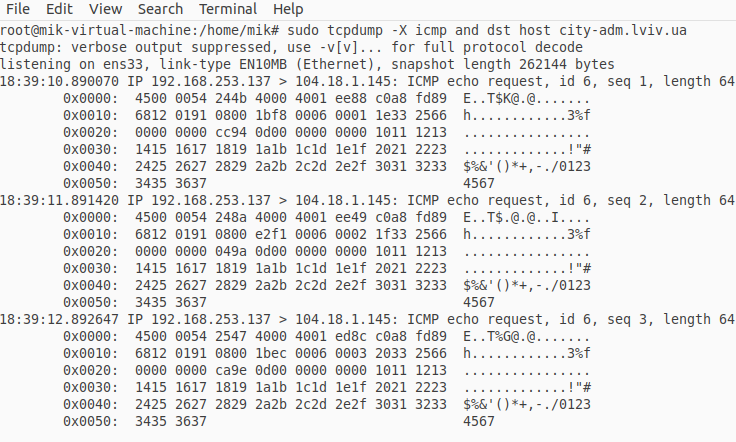 File Edit View Search Terminal Help
root@mik-virtual-machine:/home/mik# sudo tcpdump -X icmp and dst host city-adm.lviv.ua
tcpdump: verbose output suppressed, use -v[v]... for full protocol decode
listening on ens33, link-type EN10MB (Ethernet), snapshot length 262144 bytes
18:39:10.890070 IP 192.168.253.137 > 104.18.1.145: ICMP echo request, id 6, seq 1, length 64
0x0000: 4500 0054 244b 4000 4001 ee88 c0a8 fd89 E..T$K@.@.......
0x0010: 6812 0191 0800 1bf8 0006 0001 1e33 2566 h............3%f
0x0020: 0000 0000 cc94 0d00 0000 0000 1011 1213 ................
0x0030: 1415 1617 1819 1a1b 1c1d 1e1f 2021 2223 .............!"#
0x0040: 2425 2627 2829 2a2b 2c2d 2e2f 3031 3233 $%&'()*+,-./0123
0x0050: 3435 3637 4567
18:39:11.891420 IP 192.168.253.137 > 104.18.1.145: ICMP echo request, id 6, seq 2, length 64
0x0000: 4500 0054 248a 4000 4001 ee49 c0a8 fd89 E..T$.@.@..I....
0x0010: 6812 0191 0800 e2f1 0006 0002 1f33 2566 h............3%f
0x0020: 0000 0000 049a 0d00 0000 0000 1011 1213 ................
0x0030: 1415 1617 1819 1a1b 1c1d 1e1f 2021 2223 .............!"#
0x0040: 2425 2627 2829 2a2b 2c2d 2e2f 3031 3233 $%&'()*+,-./0123
0x0050: 3435 3637 4567
18:39:12.892647 IP 192.168.253.137 > 104.18.1.145: ICMP echo request, id 6, seq 3, length 64
0x0000: 4500 0054 2547 4000 4001 ed8c c0a8 fd89 E..T%G@.@.......
0x0010: 6812 0191 0800 1bec 0006 0003 2033 2566 h............3%f
0x0020: 0000 0000 ca9e 0d00 0000 0000 1011 1213 ................
0x0030: 1415 1617 1819 1a1b 1c1d 1e1f 2021 2223 .............!"#
0x0040: 2425 2627 2829 2a2b 2c2d 2e2f 3031 3233 $%&'()*+,-./0123
0x0050: 3435 3637 4567